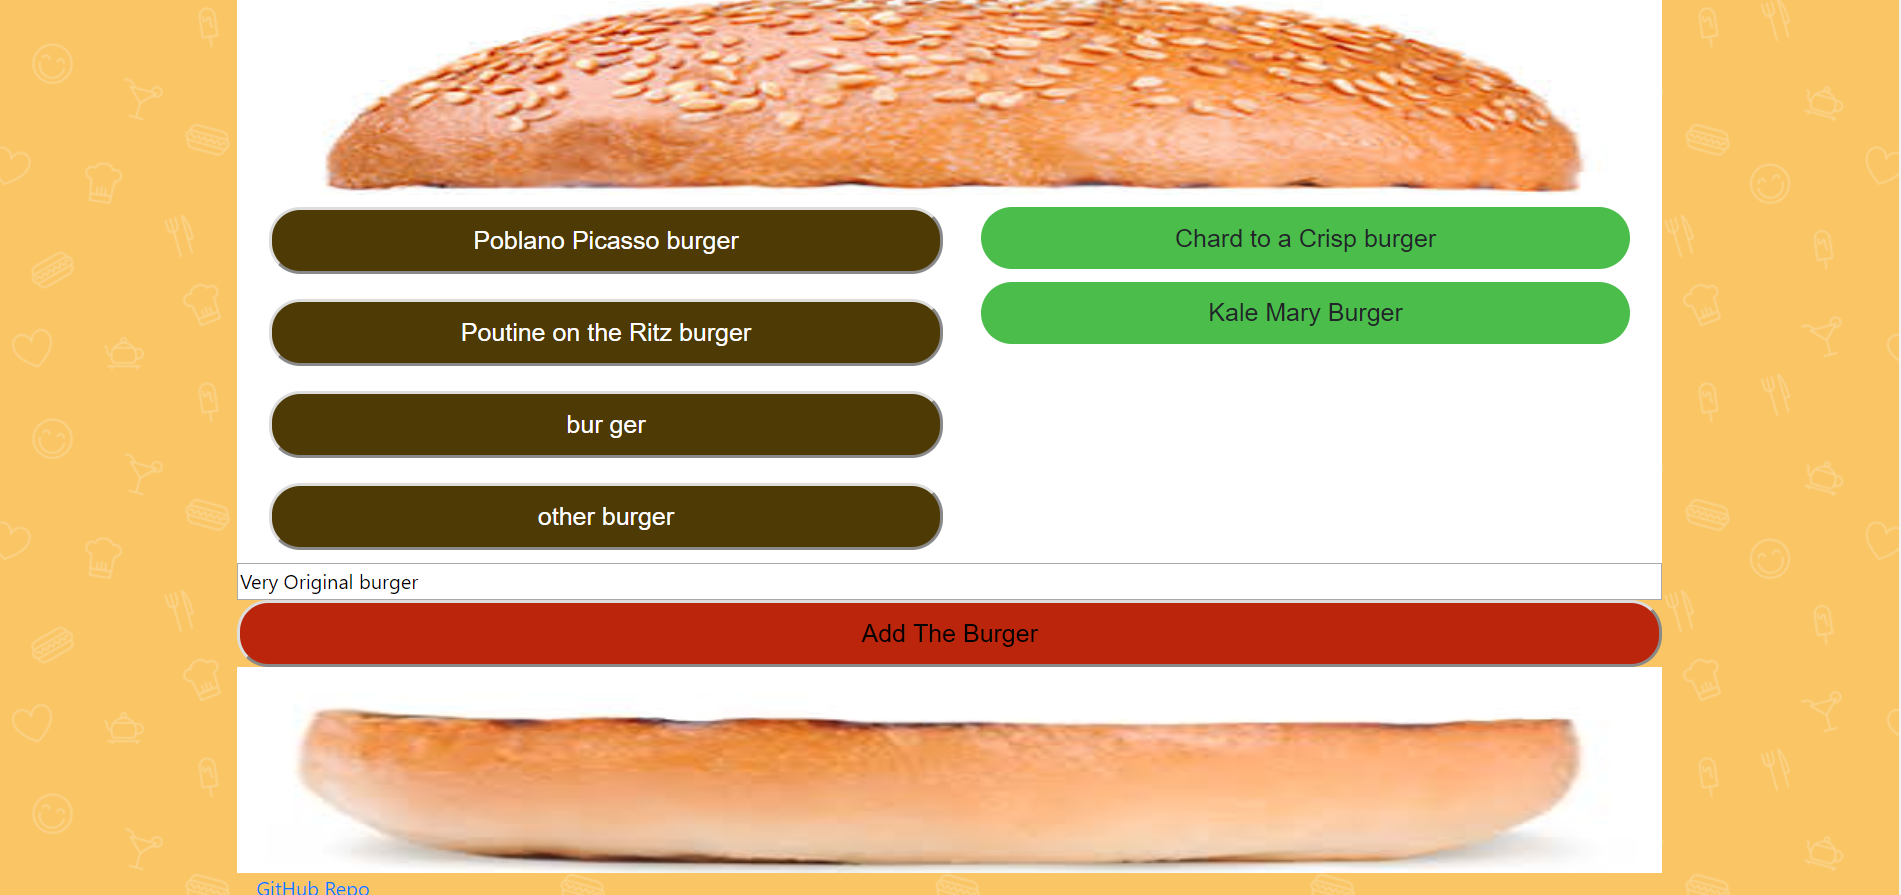 Poblano Picasso burger
Chard to a Crisp burger
Poutine on the Ritz burger
Kale Mary Burger
bur ger
other burger
Very Original burger
Add The Burger
GitHub Repo